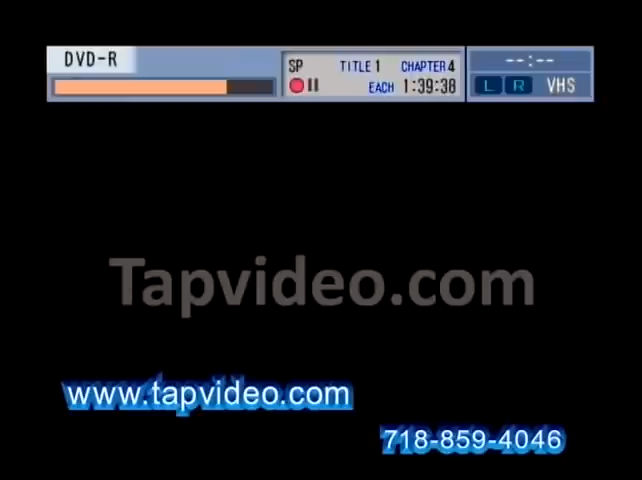 DVD-R
SP TITLE 1 CHAPTER 4
EACH 1:39:38
--:--
L R VHS
Tapvideo.com
www.tapvideo.com
718-859-4046